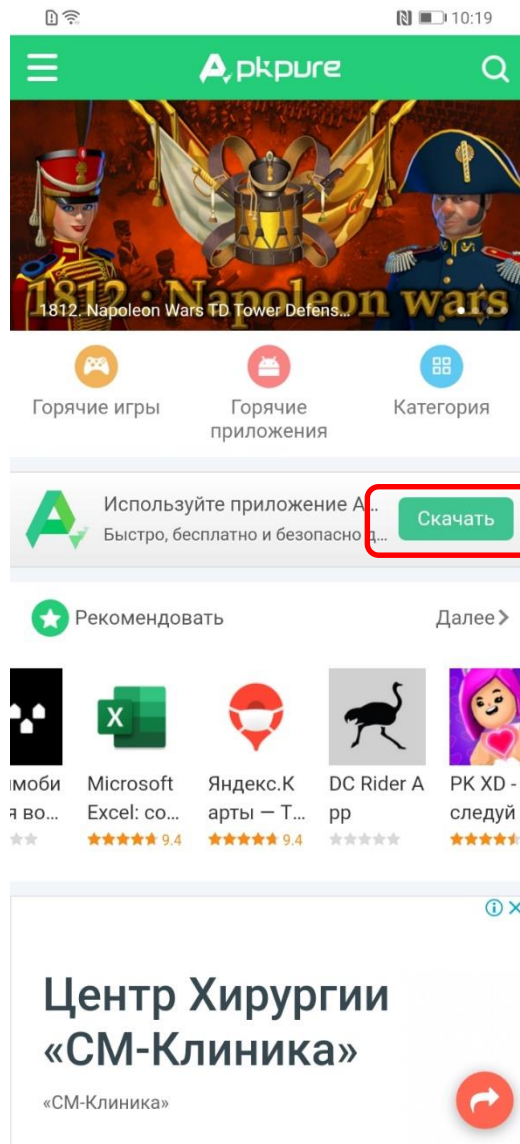 10:19
Apkpure
1812 : Napoleon wars
1812. Napoleon Wars TD Tower Defens...
Горячие игры
Горячие
приложения
Категория
Используйте приложение A...
Быстро, бесплатно и безопасно д...
Скачать
Рекомендовать
Далее
Microsoft
Excel: co...
9.4
Яндекс.К
арты — Т...
9.4
DC Rider A
pp
PK XD -
следуй
моби
я во...
Центр Хирургии
«СМ-Клиника»
«СМ-Клиника»